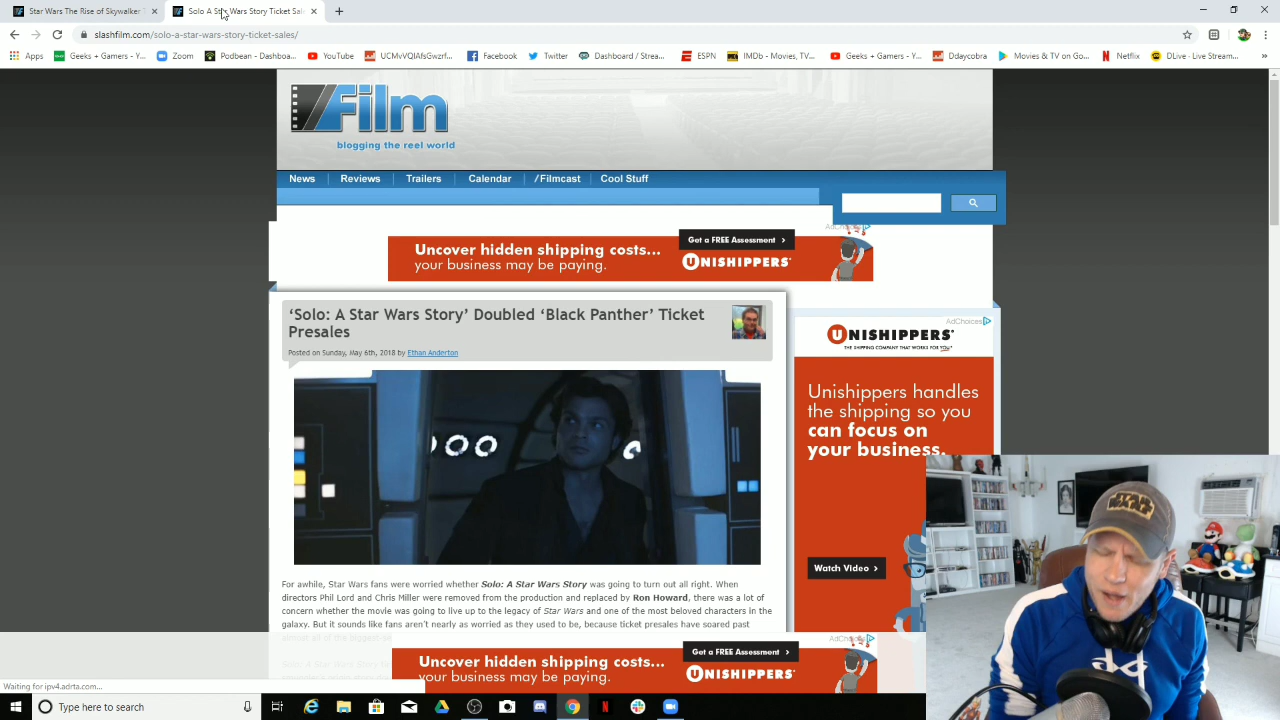 Star Wars The Rise of Skywalker
Solo A Star Wars Story Ticket Sal
slashfilm.com/solo-a-star-wars-story-ticket-sales/
Apps
Geeks + Gamers - Y...
Zoom
Podbean - Dashboa...
YouTube
UCMvVQIAfsGwzrf...
Facebook
Twitter
Dashboard / Strea...
ESPN
IMDb - Movies, TV...
Geeks + Gamers - Y...
Ddaycobra
Movies & TV on Go...
Netflix
DLive · Live Stream...
»
/Film
blogging the reel world
News
Reviews
Trailers
Calendar
/Filmcast
Cool Stuff
AdChoices
Uncover hidden shipping costs...
your business may be paying.
Get a FREE Assessment >
UNISHIPPERS
‘Solo: A Star Wars Story’ Doubled ‘Black Panther’ Ticket
Presales
Posted on Sunday, May 6th, 2018 by Ethan Anderton
AdChoices
UNISHIPPERS
THE SHIPPING COMPANY THAT WORKS FOR YOU
Unishippers handles
the shipping so you
can focus on
your business.
Watch Video >
For awhile, Star Wars fans were worried whether Solo: A Star Wars Story was going to turn out all right. When
directors Phil Lord and Chris Miller were removed from the production and replaced by Ron Howard, there was a lot of
concern whether the movie was going to live up to the legacy of Star Wars and one of the most beloved characters in the
galaxy. But it sounds like fans aren't nearly as worried as they used to be, because ticket presales have soared past
AdChoices
Uncover hidden shipping costs...
your business may be paying.
Get a FREE Assessment >
UNISHIPPERS
Waiting for ipv4.adrta.com...
Type here to search